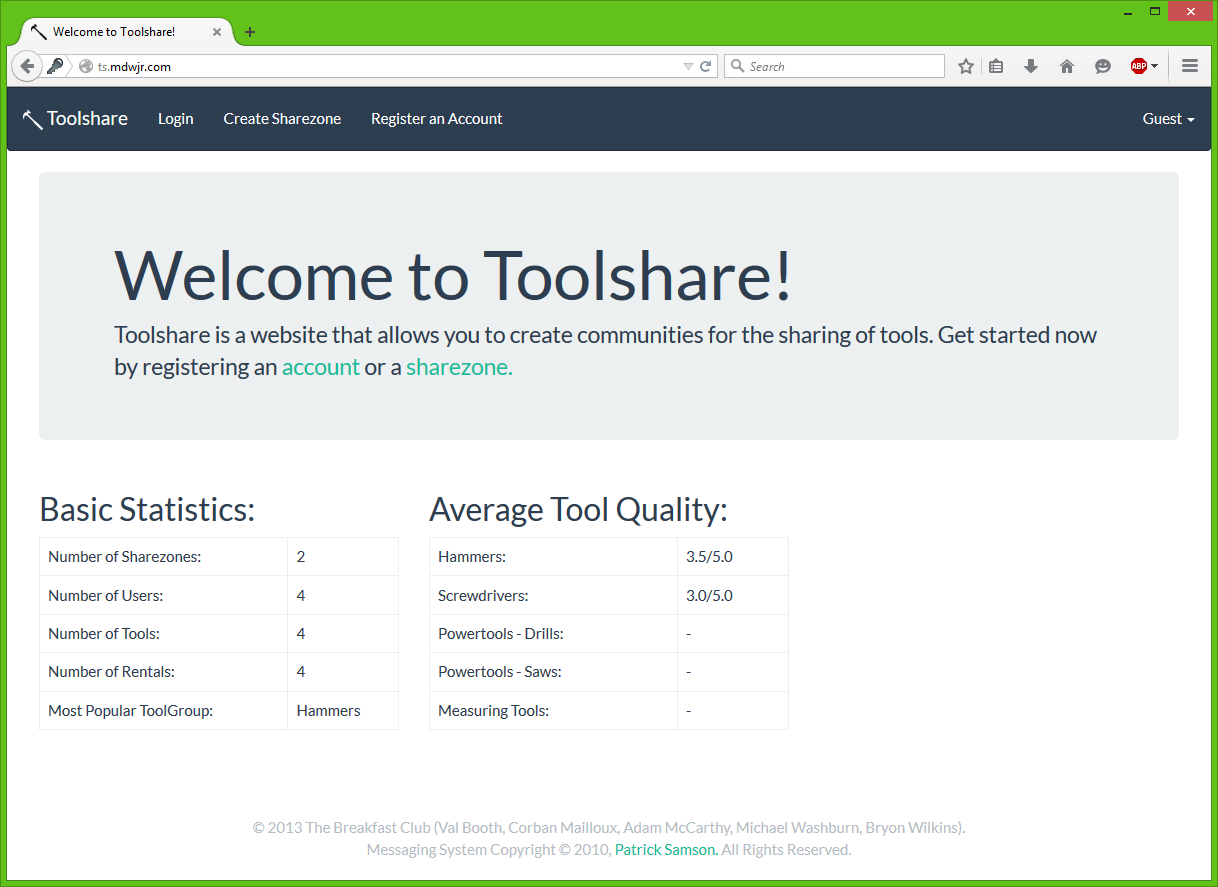 Welcome to Toolshare!
ts.mdwjr.com
Search
ABP
Toolshare Login Create Sharezone Register an Account Guest
Welcome to Toolshare!
Toolshare is a website that allows you to create communities for the sharing of tools. Get started now
by registering an account or a sharezone.
Basic Statistics:
Number of Sharezones: 2
Number of Users: 4
Number of Tools: 4
Number of Rentals: 4
Most Popular ToolGroup: Hammers
Average Tool Quality:
Hammers: 3.5/5.0
Screwdrivers: 3.0/5.0
Powertools - Drills: -
Powertools - Saws: -
Measuring Tools: -
© 2013 The Breakfast Club (Val Booth, Corban Mailloux, Adam McCarthy, Michael Washburn, Bryon Wilkins).
Messaging System Copyright © 2010, Patrick Samson. All Rights Reserved.